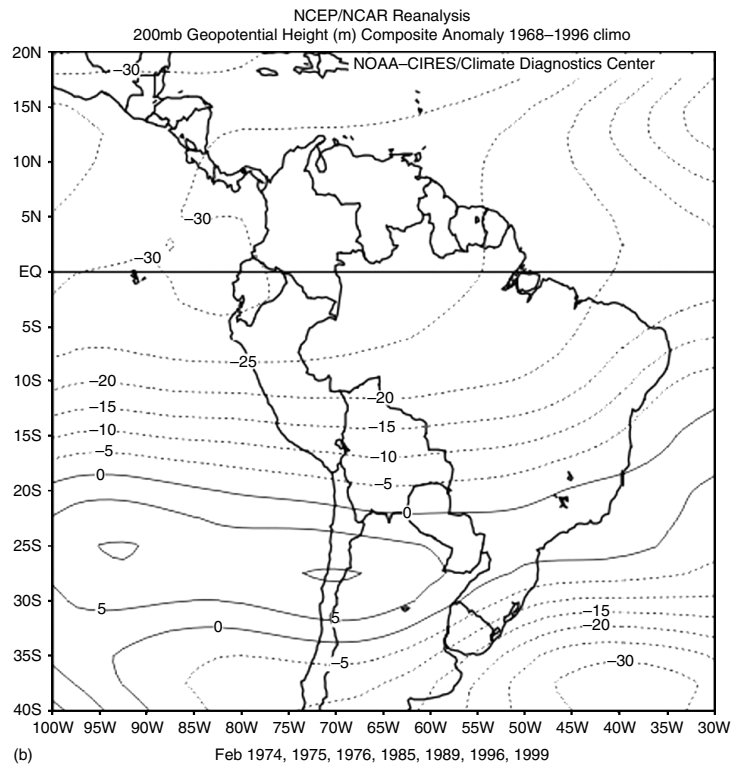 NCEP/NCAR Reanalysis
200mb Geopotential Height (m) Composite Anomaly 1968–1996 climo
20N
NOAA–CIRES/Climate Diagnostics Center
–30
15N
10N
5N
–30
–30
EQ
5S
–25
10S
–20
–20
–15
–15
15S
–10
–10
–5
–5
0
20S
0
25S
30S
5
5
–15
0
–20
35S
–5
–30
40S
100W 95W 90W 85W 80W 75W 70W 65W 60W 55W 50W 45W 40W 35W 30W
(b) Feb 1974, 1975, 1976, 1985, 1989, 1996, 1999